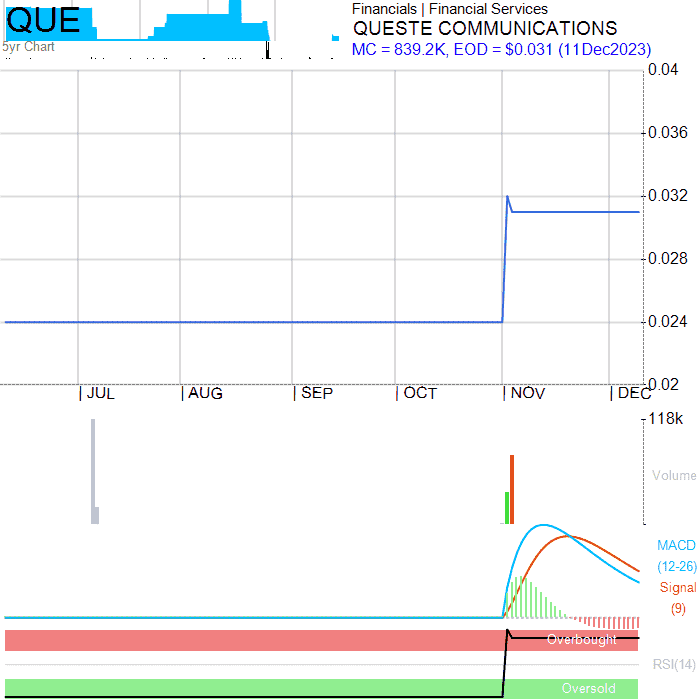 QUE
Financials | Financial Services
QUESTE COMMUNICATIONS
5yr Chart
MC = 839.2K, EOD = $0.031 (11Dec2023)
0.04
0.036
0.032
0.028
0.024
0.02
JUL AUG SEP OCT NOV DEC
118k
Volume
MACD
(12-26)
Signal
(9)
Overbought
RSI(14)
Oversold